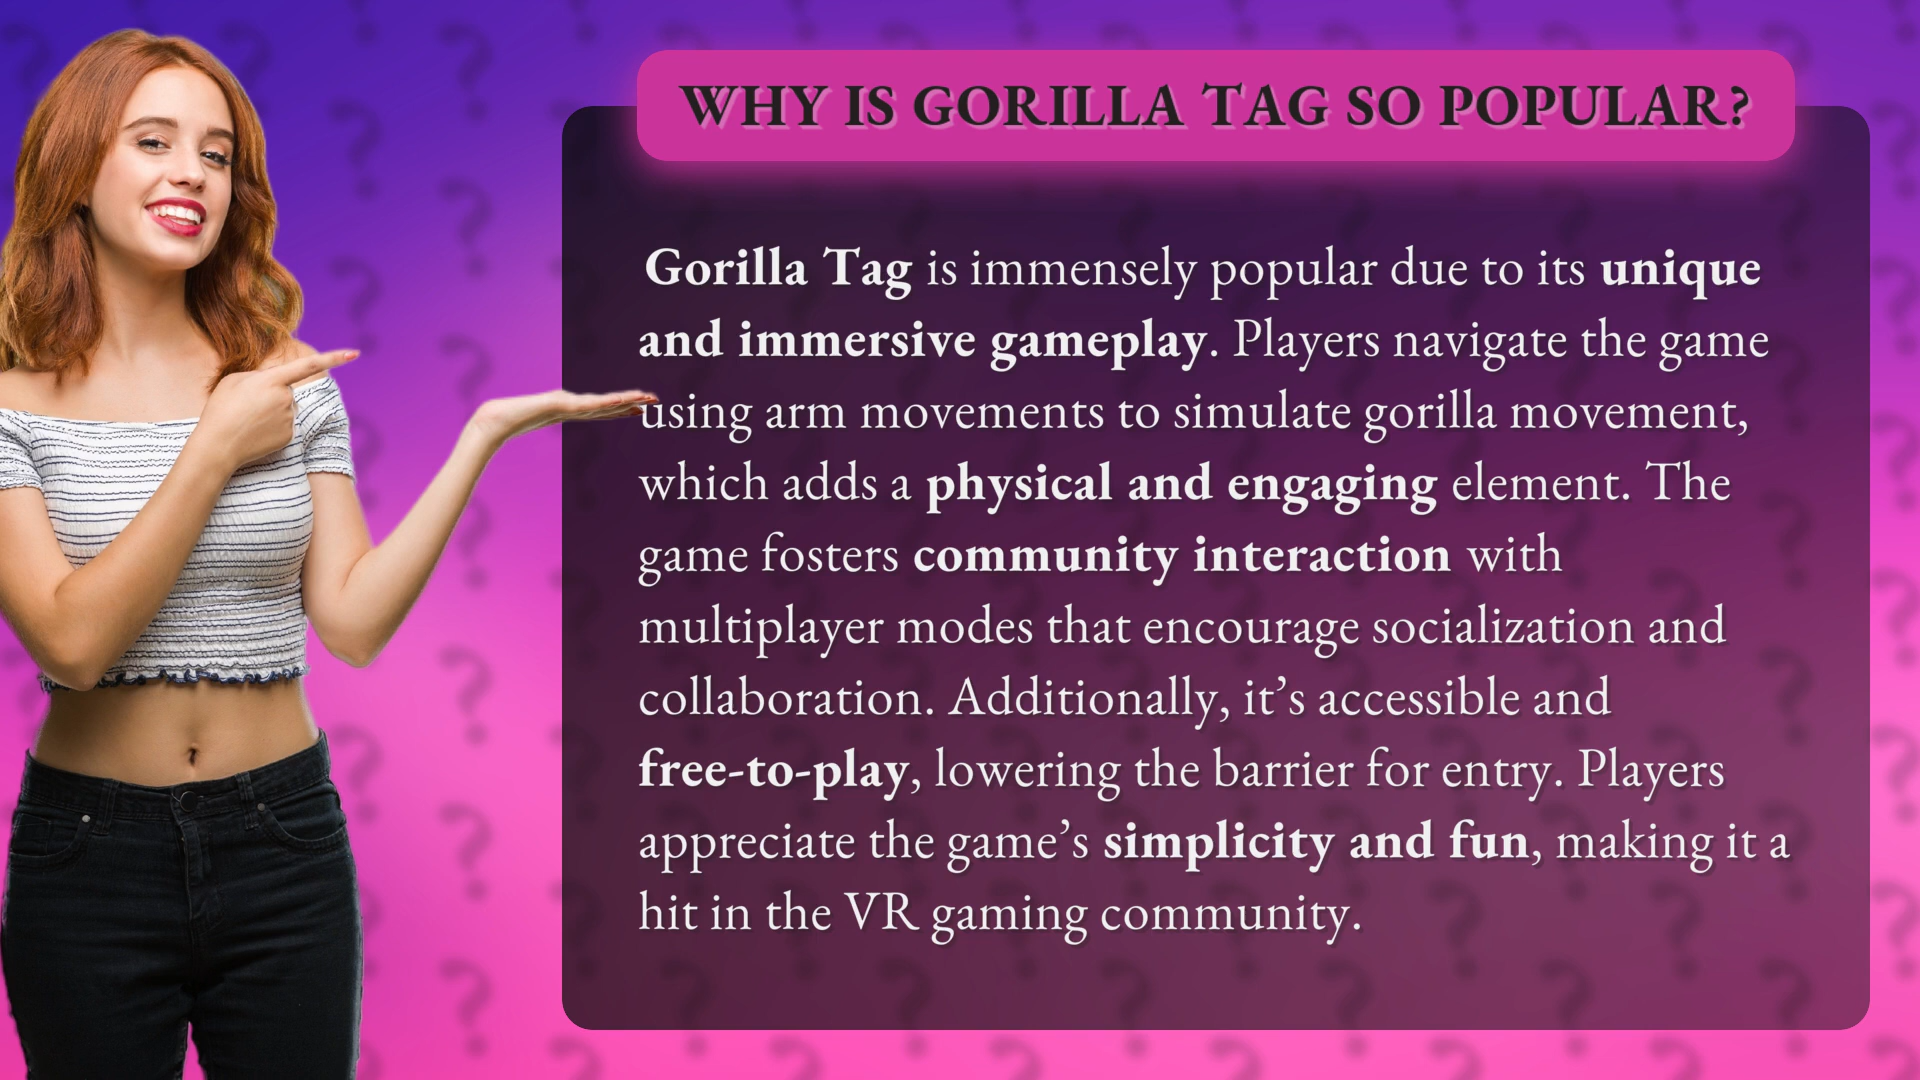 WHY IS GORILLA TAG SO POPULAR?
Gorilla Tag is immensely popular due to its unique
and immersive gameplay. Players navigate the game
using arm movements to simulate gorilla movement,
which adds a physical and engaging element. The
game fosters community interaction with
multiplayer modes that encourage socialization and
collaboration. Additionally, it’s accessible and
free-to-play, lowering the barrier for entry. Players
appreciate the game’s simplicity and fun, making it a
hit in the VR gaming community.